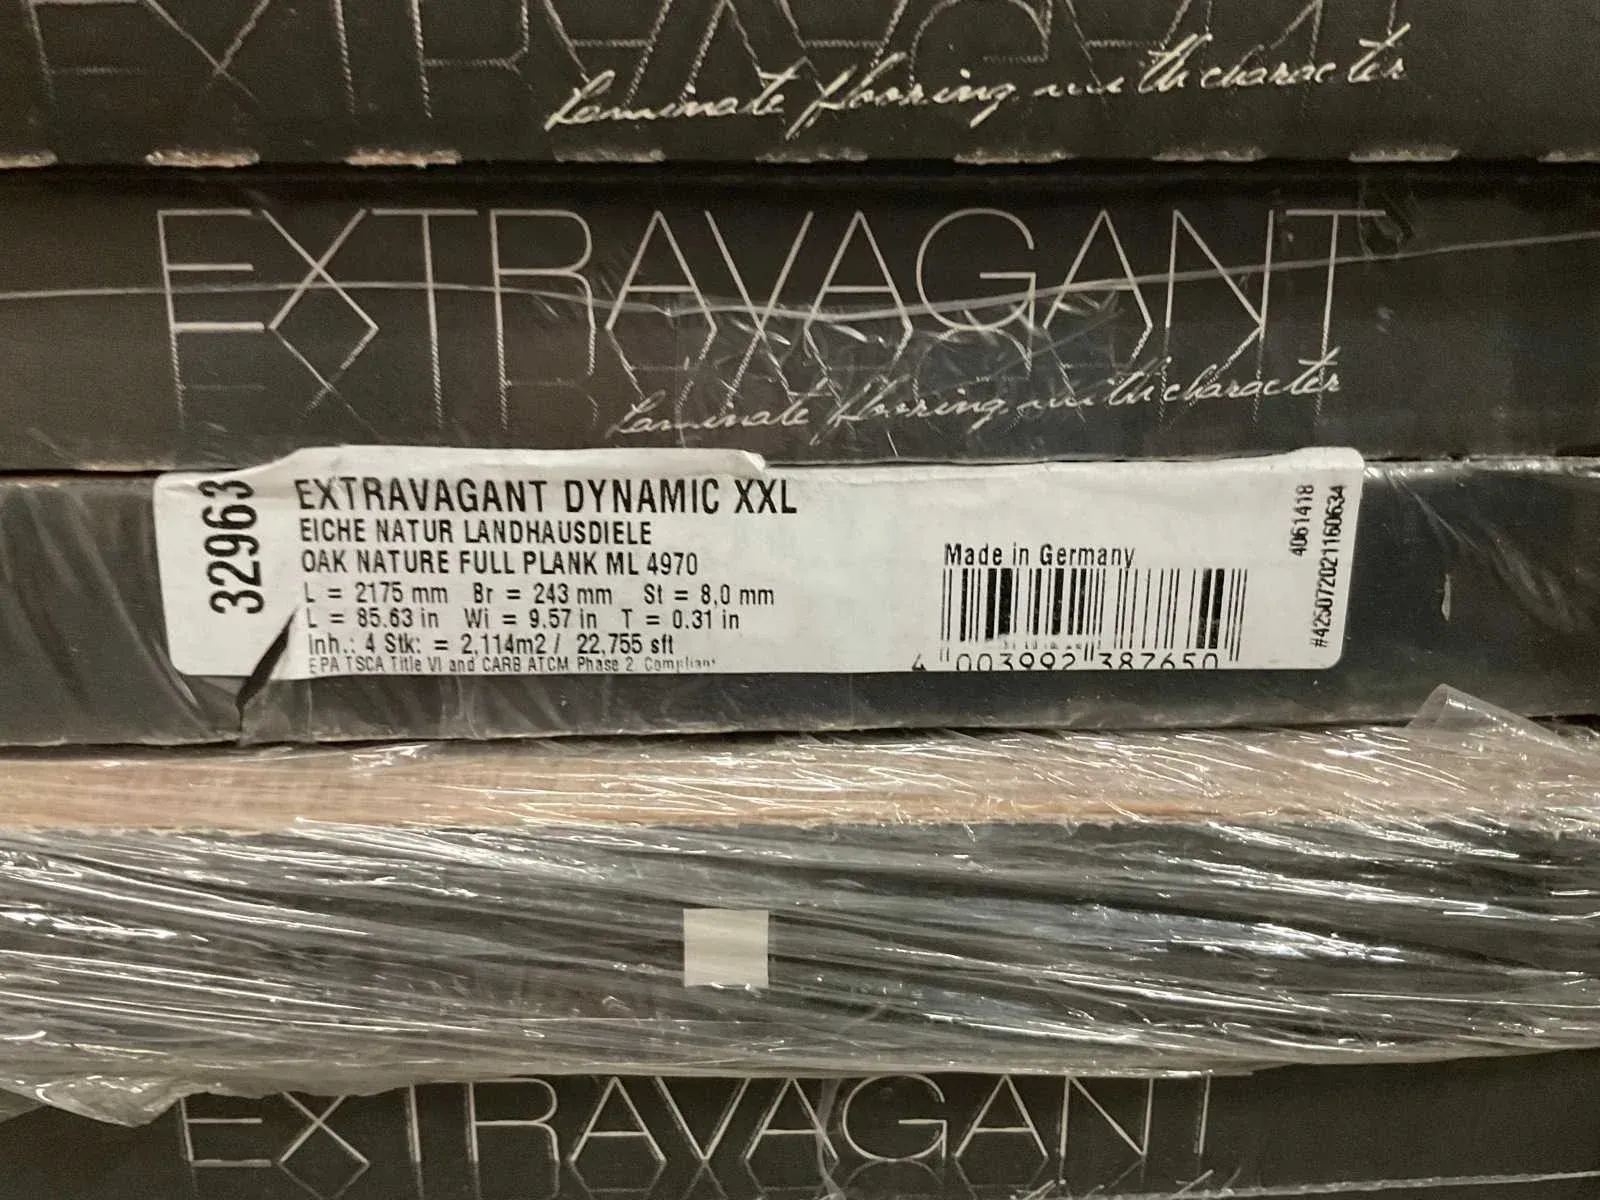 EXTRAVAGANT
Laminate flooring with character
EXTRAVAGANT
Laminate flooring with character
32963
EXTRAVAGANT DYNAMIC XXL
EICHE NATUR LANDHAUSDIELE
OAK NATURE FULL PLANK ML 4970
L = 2175 mm Br = 243 mm St = 8,0 mm
L = 85.63 in Wi = 9.57 in T = 0.31 in
Inh.: 4 Stk: = 2,114m2 / 22,755 sft
EPA TSCA Title VI and CARB ATCM Phase 2 Compliant
Made in Germany
4 003992 387650
4061418
#425072021160634
EXTRAVAGANT